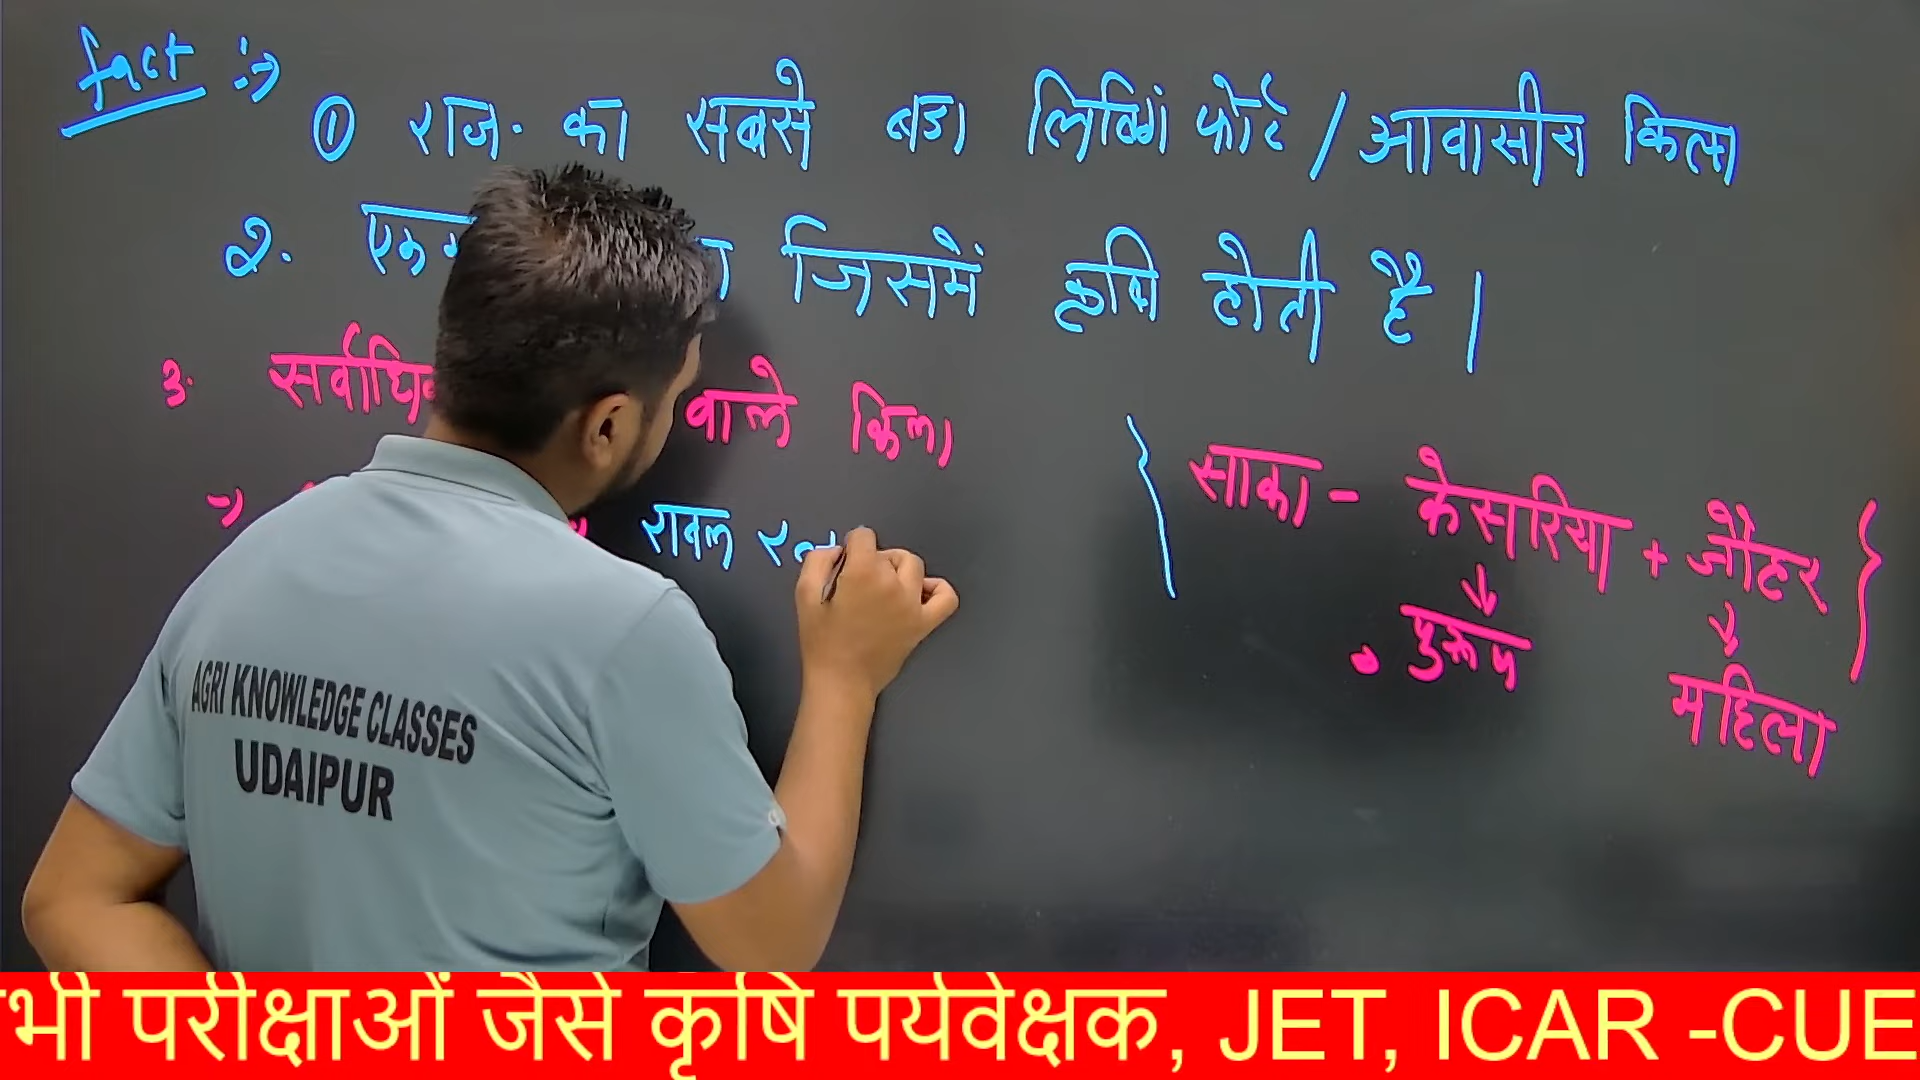 fact :→
① राज. का सबसे बडा लिविंग फोर्ट / आवासीय किला
2. जिसमें कृषि होती है |
3. वाले किला
साका - केसरिया + जौहर
रावल
पुरूष
महिला
AGRI KNOWLEDGE CLASSES
UDAIPUR
भी परीक्षाओं जैसे कृषि पर्यवेक्षक, JET, ICAR -CUE